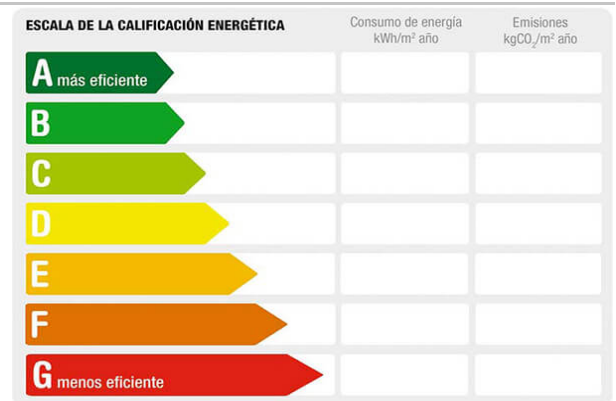 ESCALA DE LA CALIFICACIÓN ENERGÉTICA
Consumo de energía
kWh/m² año
Emisiones
kgCO₂/m² año
A más eficiente
B
C
D
E
F
G menos eficiente